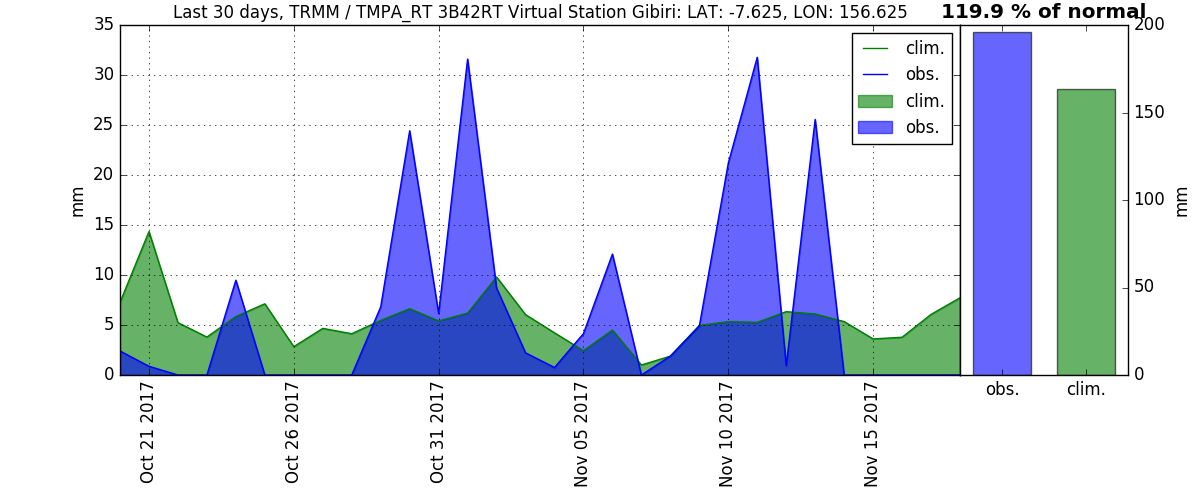 Last 30 days, TRMM / TMPA_RT 3B42RT Virtual Station Gibiri: LAT: -7.625, LON: 156.625
119.9 % of normal
35
30
25
20
15
10
5
0
mm
clim.
obs.
clim.
obs.
Oct 21 2017
Oct 26 2017
Oct 31 2017
Nov 05 2017
Nov 10 2017
Nov 15 2017
200
150
100
50
0
mm
obs.
clim.